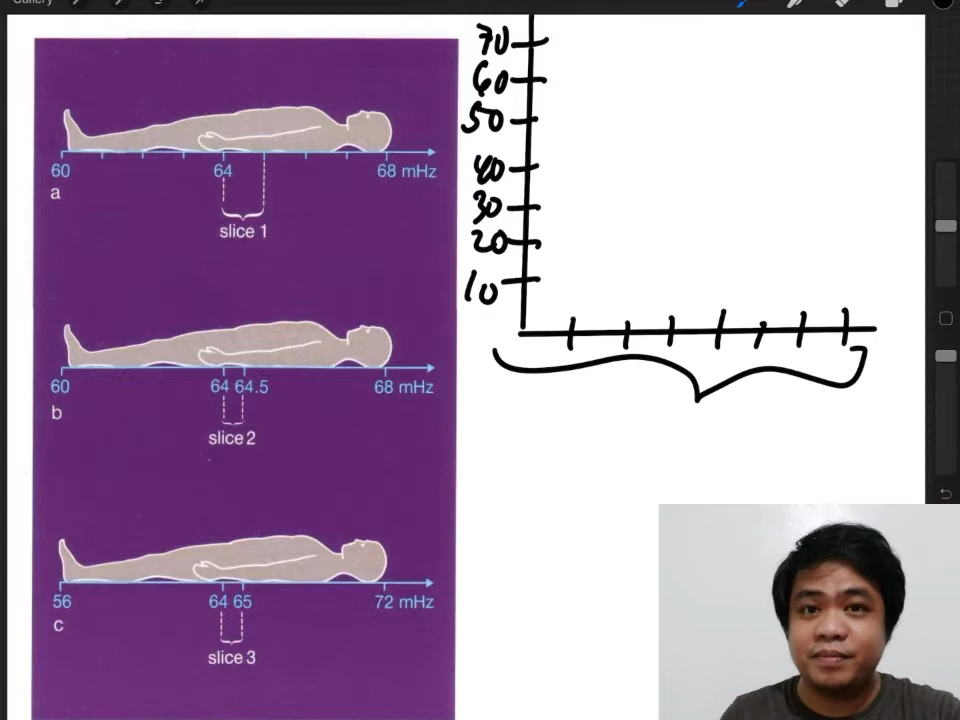 Gallery
60 64 68 mHz
a
slice 1
60 64 64.5 68 mHz
b
slice 2
56 64 65 72 mHz
c
slice 3
70
60
50
40
30
20
10